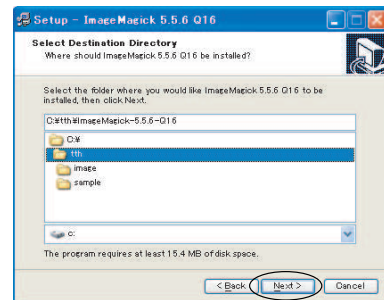 Setup - ImageMagick 5.5.6 Q16
Select Destination Directory
Where should ImageMagick 5.5.6 Q16 be installed?
Select the folder where you would like ImageMagick 5.5.6 Q16 to be
installed, then click Next.
C:¥tth¥ImageMagick-5.5.6-Q16
C:¥
tth
image
sample
c:
The program requires at least 15.4 MB of disk space.
< Back
Next >
Cancel